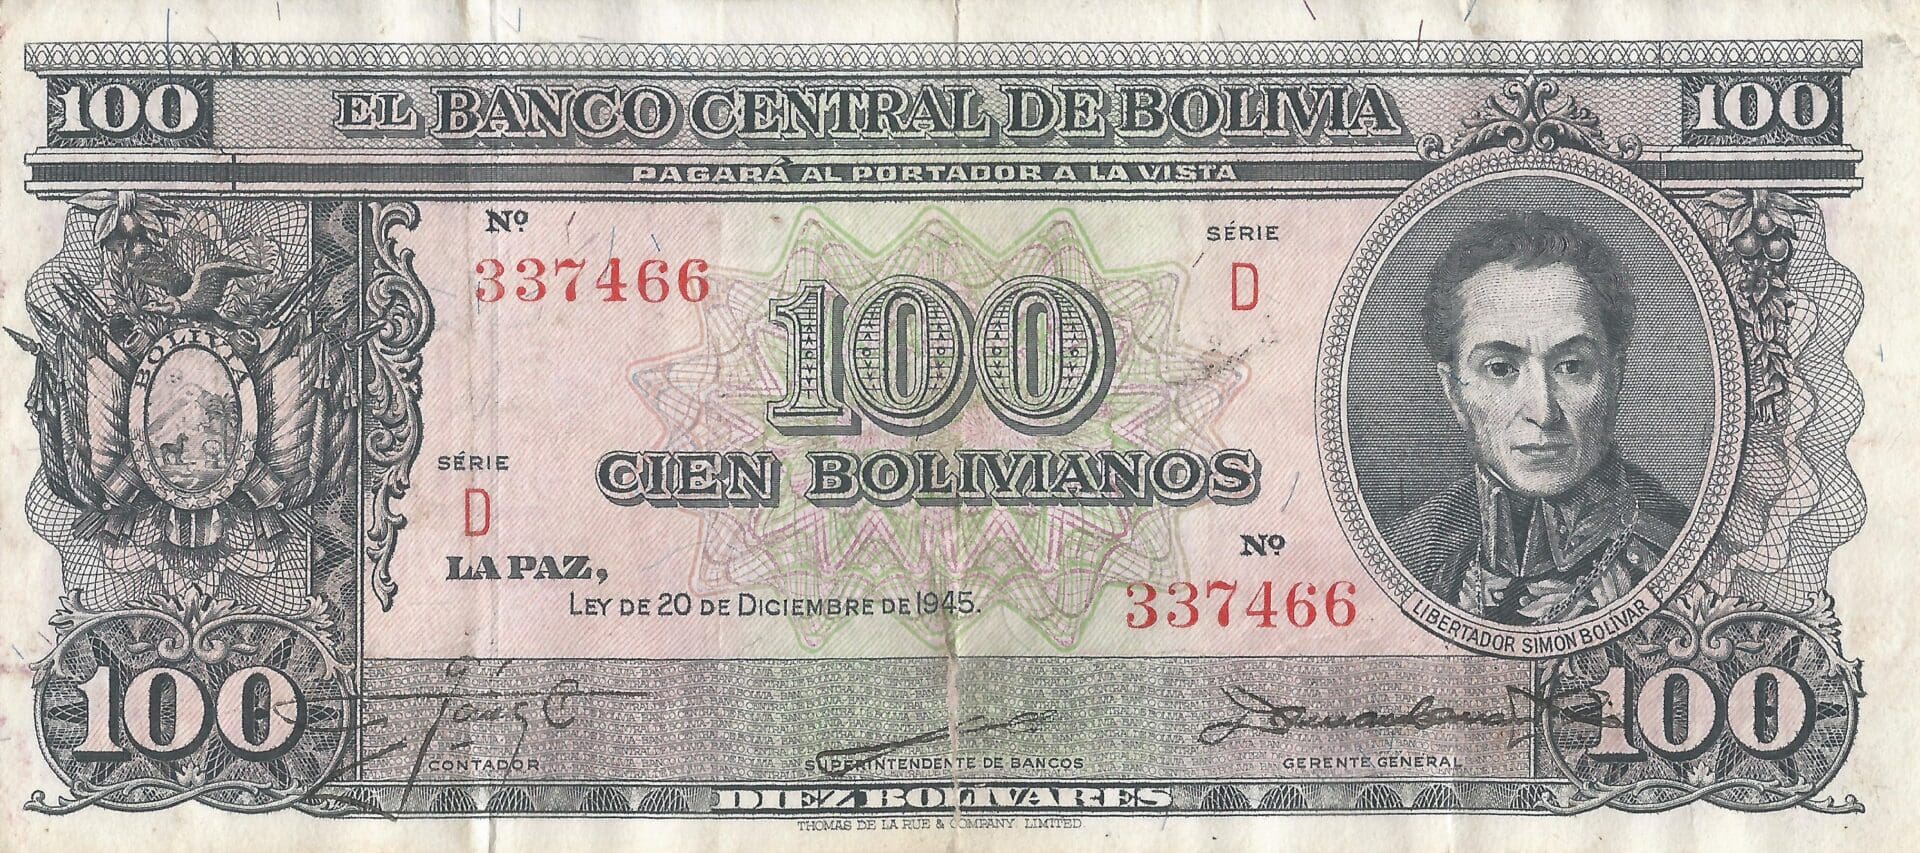 100 EL BANCO CENTRAL DE BOLIVIA 100
PAGARÁ AL PORTADOR A LA VISTA
Nº
337466
SÉRIE
D
BOLIVIA
100
CIEN BOLIVIANOS
SÉRIE
D
LA PAZ,
LEY DE 20 DE DICIEMBRE DE 1945.
Nº
337466
LIBERTADOR SIMON BOLIVAR
100 100
CONTADOR SUPERINTENDENTE DE BANCOS GERENTE GENERAL
DIEZ BOLIVARES
THOMAS DE LA RUE & COMPANY LIMITED